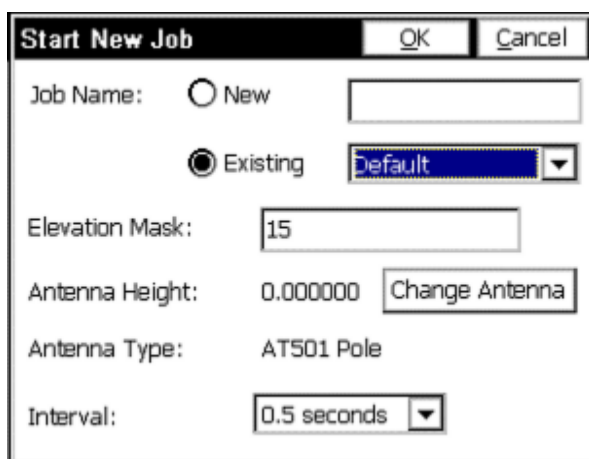 Start New Job OK Cancel
Job Name: New
Existing Default
Elevation Mask: 15
Antenna Height: 0.000000 Change Antenna
Antenna Type: AT501 Pole
Interval: 0.5 seconds